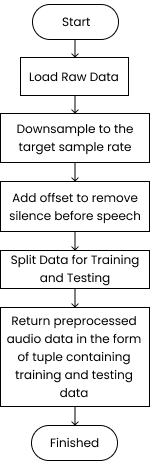 Start
Load Raw Data
Downsample to the
target sample rate
Add offset to remove
silence before speech
Split Data for Training
and Testing
Return preprocessed
audio data in the form
of tuple containing
training and testing
data
Finished